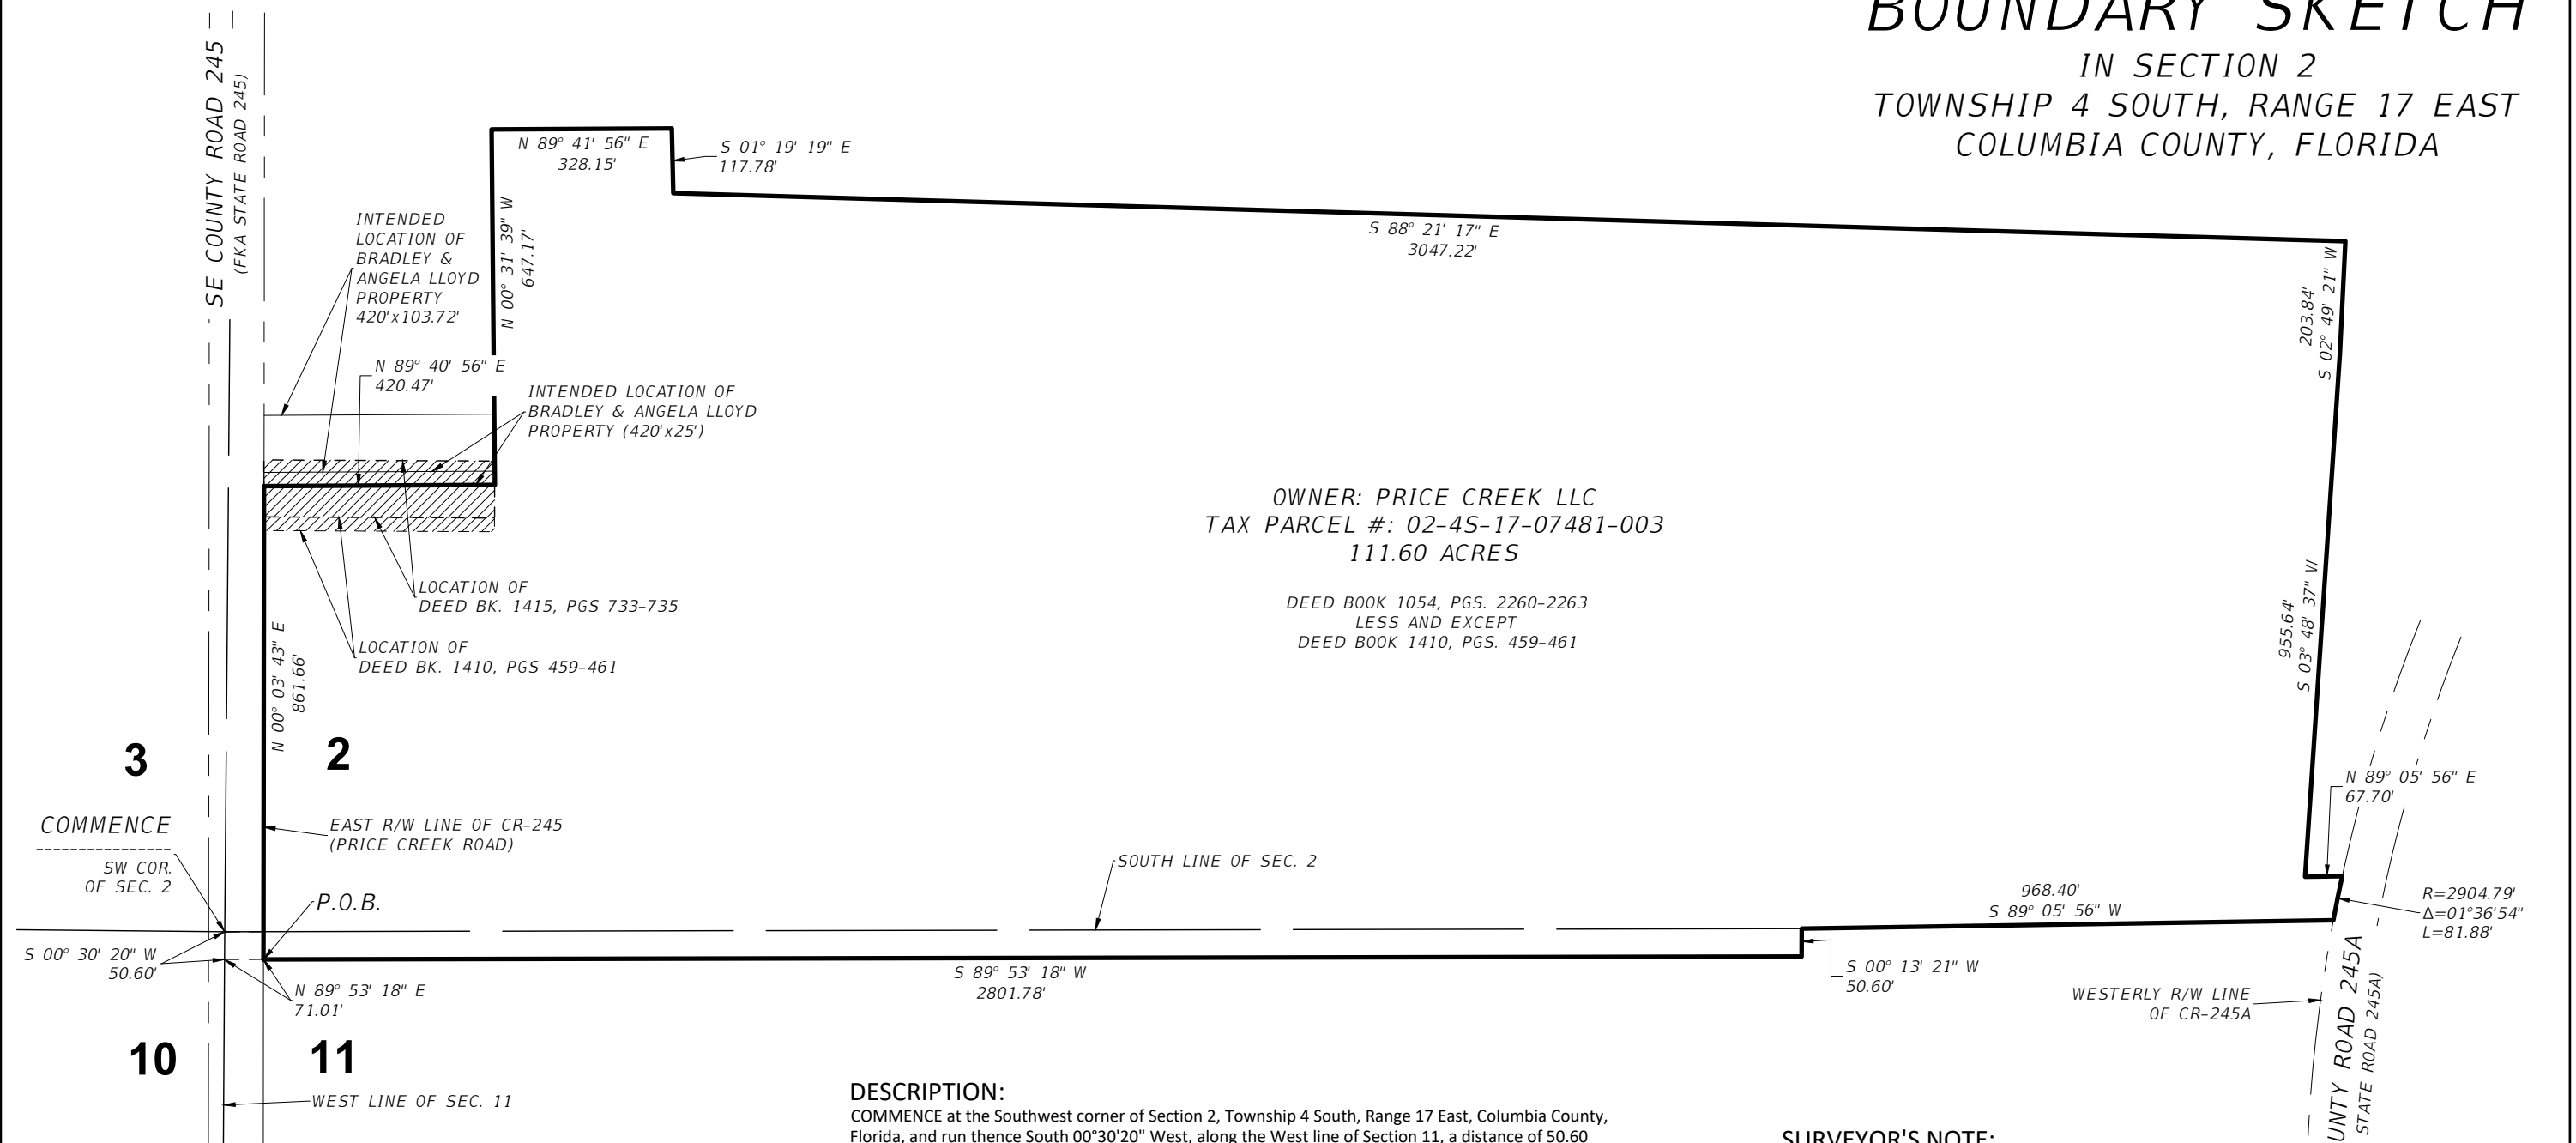 BOUNDARY SKETCH
IN SECTION 2
TOWNSHIP 4 SOUTH, RANGE 17 EAST
COLUMBIA COUNTY, FLORIDA
SE COUNTY ROAD 245
(FKA STATE ROAD 245)
N 89° 41' 56" E
328.15'
S 01° 19' 19" E
117.78'
INTENDED
LOCATION OF
BRADLEY &
ANGELA LLOYD
PROPERTY
420'x103.72'
N 00° 31' 39" W
647.17'
S 88° 21' 17" E
3047.22'
203.84'
S 02° 49' 21" W
N 89° 40' 56" E
420.47'
INTENDED LOCATION OF
BRADLEY & ANGELA LLOYD
PROPERTY (420'x25')
OWNER: PRICE CREEK LLC
TAX PARCEL #: 02-4S-17-07481-003
111.60 ACRES
DEED BOOK 1054, PGS. 2260-2263
LESS AND EXCEPT
DEED BOOK 1410, PGS. 459-461
LOCATION OF
DEED BK. 1415, PGS 733-735
LOCATION OF
DEED BK. 1410, PGS 459-461
N 00° 03' 43" E
861.66'
955.64'
S 03° 48' 37" W
3
2
N 89° 05' 56" E
67.70'
COMMENCE
SW COR.
OF SEC. 2
EAST R/W LINE OF CR-245
(PRICE CREEK ROAD)
P.O.B.
SOUTH LINE OF SEC. 2
968.40'
S 89° 05' 56" W
R=2904.79'
Δ=01°36'54"
L=81.88'
S 00° 30' 20" W
50.60'
N 89° 53' 18" E
71.01'
S 89° 53' 18" W
2801.78'
S 00° 13' 21" W
50.60'
WESTERLY R/W LINE
OF CR-245A
UNTY ROAD 245A
STATE ROAD 245A)
10
11
WEST LINE OF SEC. 11
DESCRIPTION:
COMMENCE at the Southwest corner of Section 2, Township 4 South, Range 17 East, Columbia County,
Florida, and run thence South 00°30'20" West, along the West line of Section 11, a distance of 50.60
SURVEYOR'S NOTE: